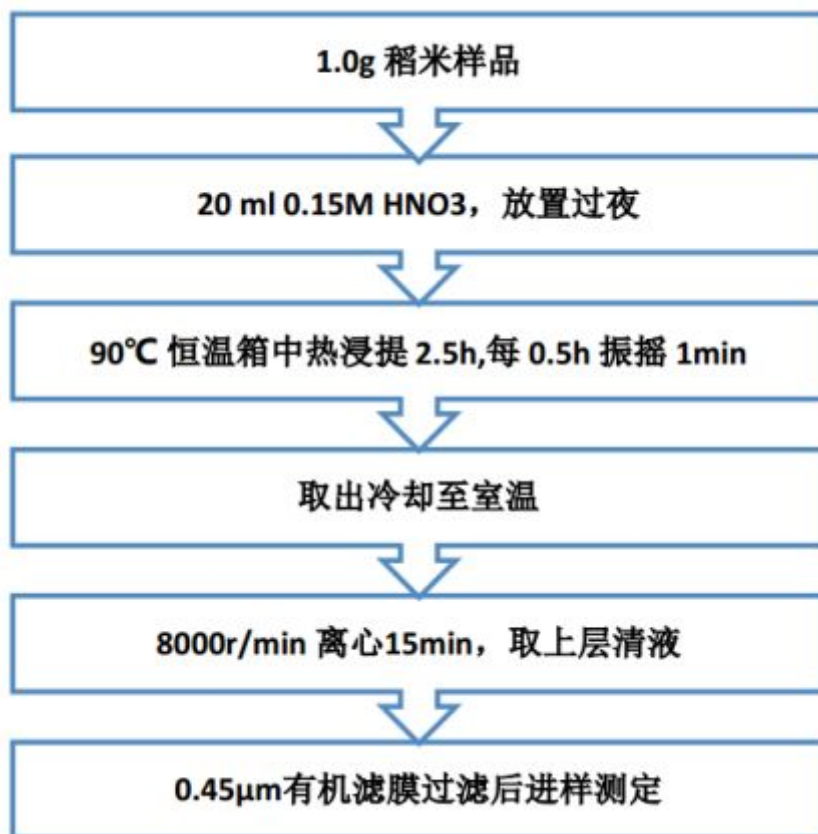 1.0g 稻米样品
20 ml 0.15M HNO3，放置过夜
90℃ 恒温箱中热浸提 2.5h,每 0.5h 振摇 1min
取出冷却至室温
8000r/min 离心15min，取上层清液
0.45μm有机滤膜过滤后进样测定